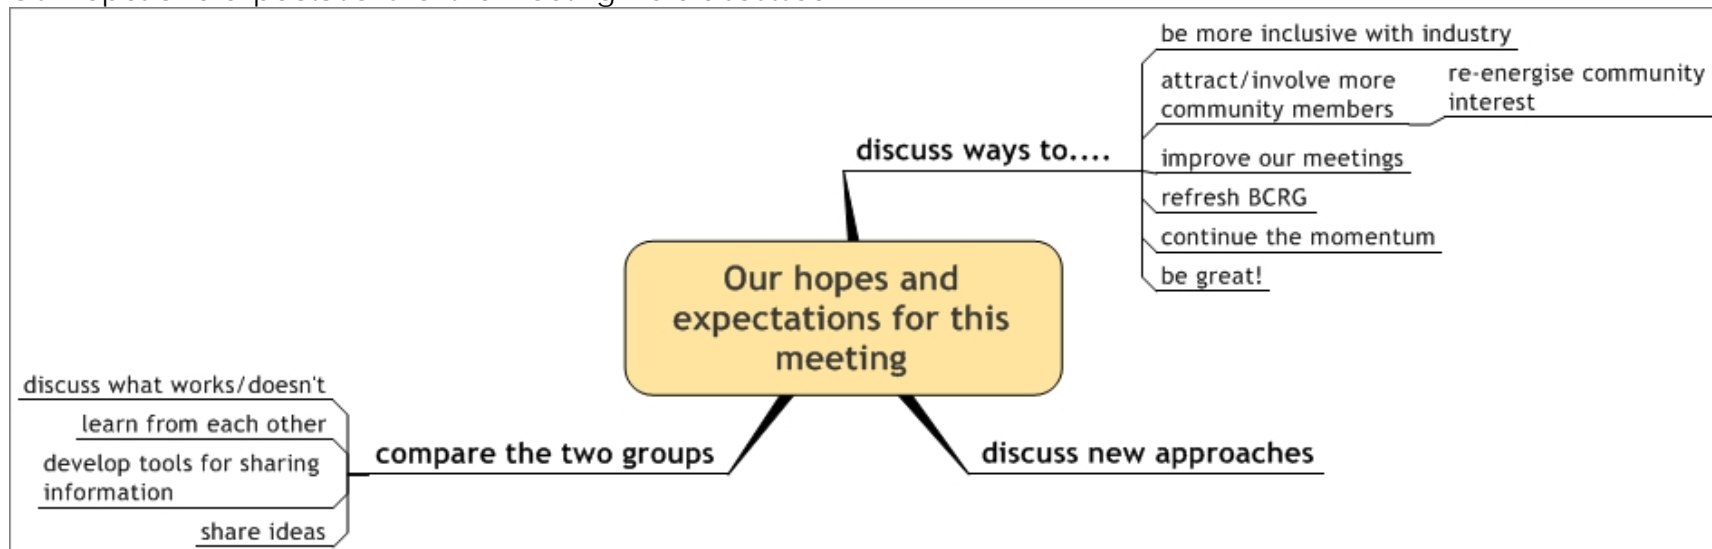 be more inclusive with industry
attract/involve more
community members
re-energise community
interest
discuss ways to....
improve our meetings
refresh BCRG
continue the momentum
be great!
Our hopes and
expectations for this
meeting
discuss what works/doesn't
learn from each other
develop tools for sharing
information
share ideas
compare the two groups
discuss new approaches